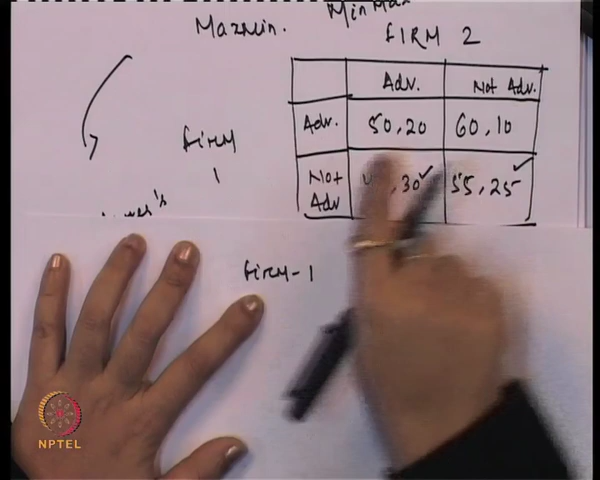 MinMax
MaxMin.
FIRM 2
Adv. Not Adv.
Adv. 50, 20 60, 10
Firm
1
Not
Adv , 30 ✓ 55, 25 ✓
Firm-1
NPTEL